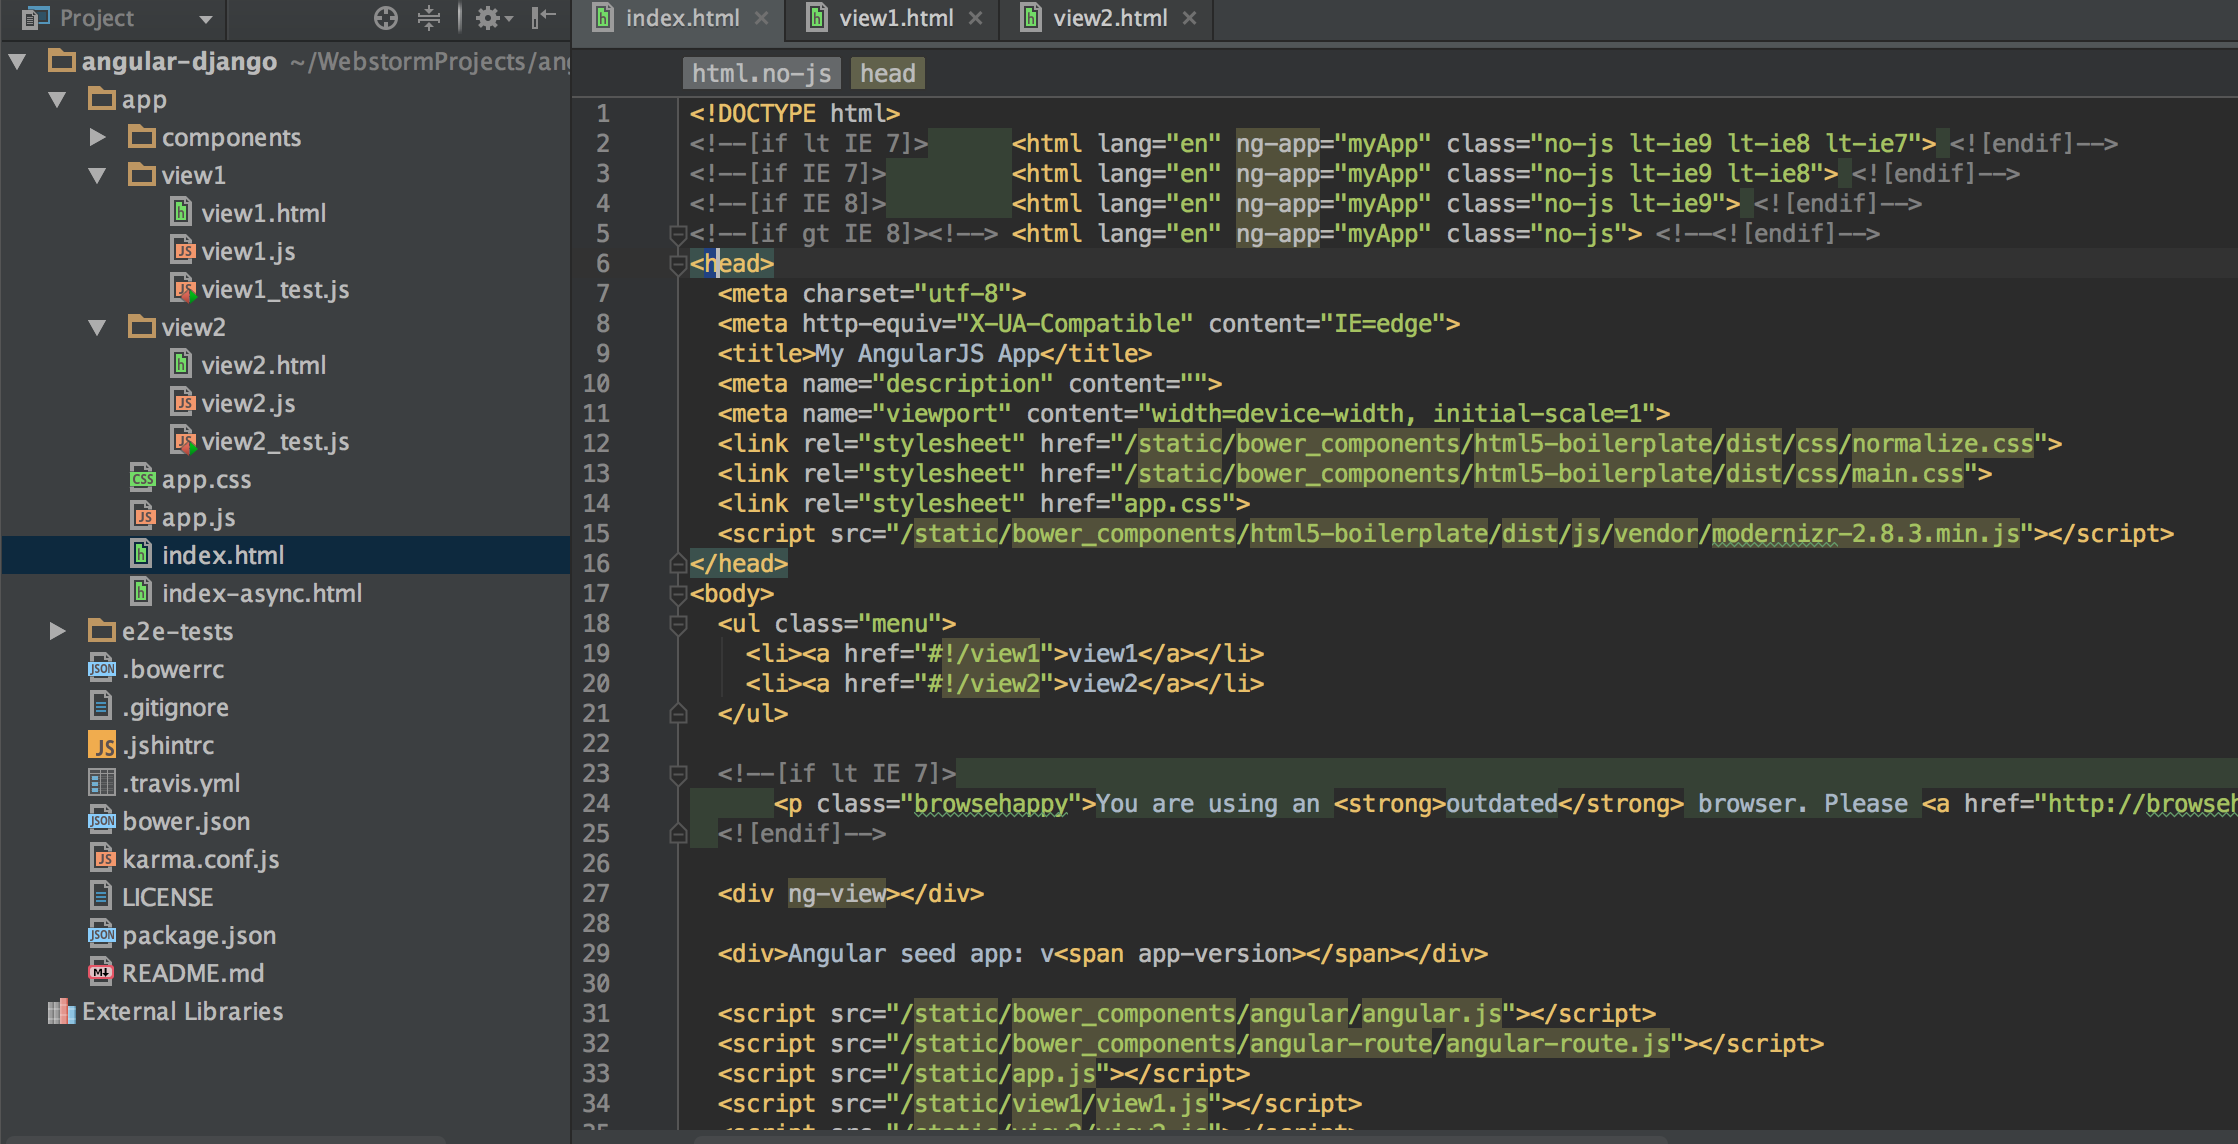 Project
index.html
view1.html
view2.html
angular-django ~/WebstormProjects/an
app
components
view1
view1.html
view1.js
view1_test.js
view2
view2.html
view2.js
view2_test.js
app.css
app.js
index.html
index-async.html
e2e-tests
.bowerrc
.gitignore
.jshintrc
.travis.yml
bower.json
karma.conf.js
LICENSE
package.json
README.md
External Libraries
html.no-js head
1 <!DOCTYPE html>
2 <!--[if lt IE 7]>      <html lang="en" ng-app="myApp" class="no-js lt-ie9 lt-ie8 lt-ie7"> <![endif]-->
3 <!--[if IE 7]>         <html lang="en" ng-app="myApp" class="no-js lt-ie9 lt-ie8"> <![endif]-->
4 <!--[if IE 8]>         <html lang="en" ng-app="myApp" class="no-js lt-ie9"> <![endif]-->
5 <!--[if gt IE 8]><!--> <html lang="en" ng-app="myApp" class="no-js"> <!--<![endif]-->
6 <head>
7   <meta charset="utf-8">
8   <meta http-equiv="X-UA-Compatible" content="IE=edge">
9   <title>My AngularJS App</title>
10   <meta name="description" content="">
11   <meta name="viewport" content="width=device-width, initial-scale=1">
12   <link rel="stylesheet" href="/static/bower_components/html5-boilerplate/dist/css/normalize.css">
13   <link rel="stylesheet" href="/static/bower_components/html5-boilerplate/dist/css/main.css">
14   <link rel="stylesheet" href="app.css">
15   <script src="/static/bower_components/html5-boilerplate/dist/js/vendor/modernizr-2.8.3.min.js"></script>
16 </head>
17 <body>
18   <ul class="menu">
19     <li><a href="#!/view1">view1</a></li>
20     <li><a href="#!/view2">view2</a></li>
21   </ul>
22
23   <!--[if lt IE 7]>
24       <p class="browsehappy">You are using an <strong>outdated</strong> browser. Please <a href="http://browseh
25   <![endif]-->
26
27   <div ng-view></div>
28
29   <div>Angular seed app: v<span app-version></span></div>
30
31   <script src="/static/bower_components/angular/angular.js"></script>
32   <script src="/static/bower_components/angular-route/angular-route.js"></script>
33   <script src="/static/app.js"></script>
34   <script src="/static/view1/view1.js"></script>
35   <script src="/static/view2/view2.js"></script>